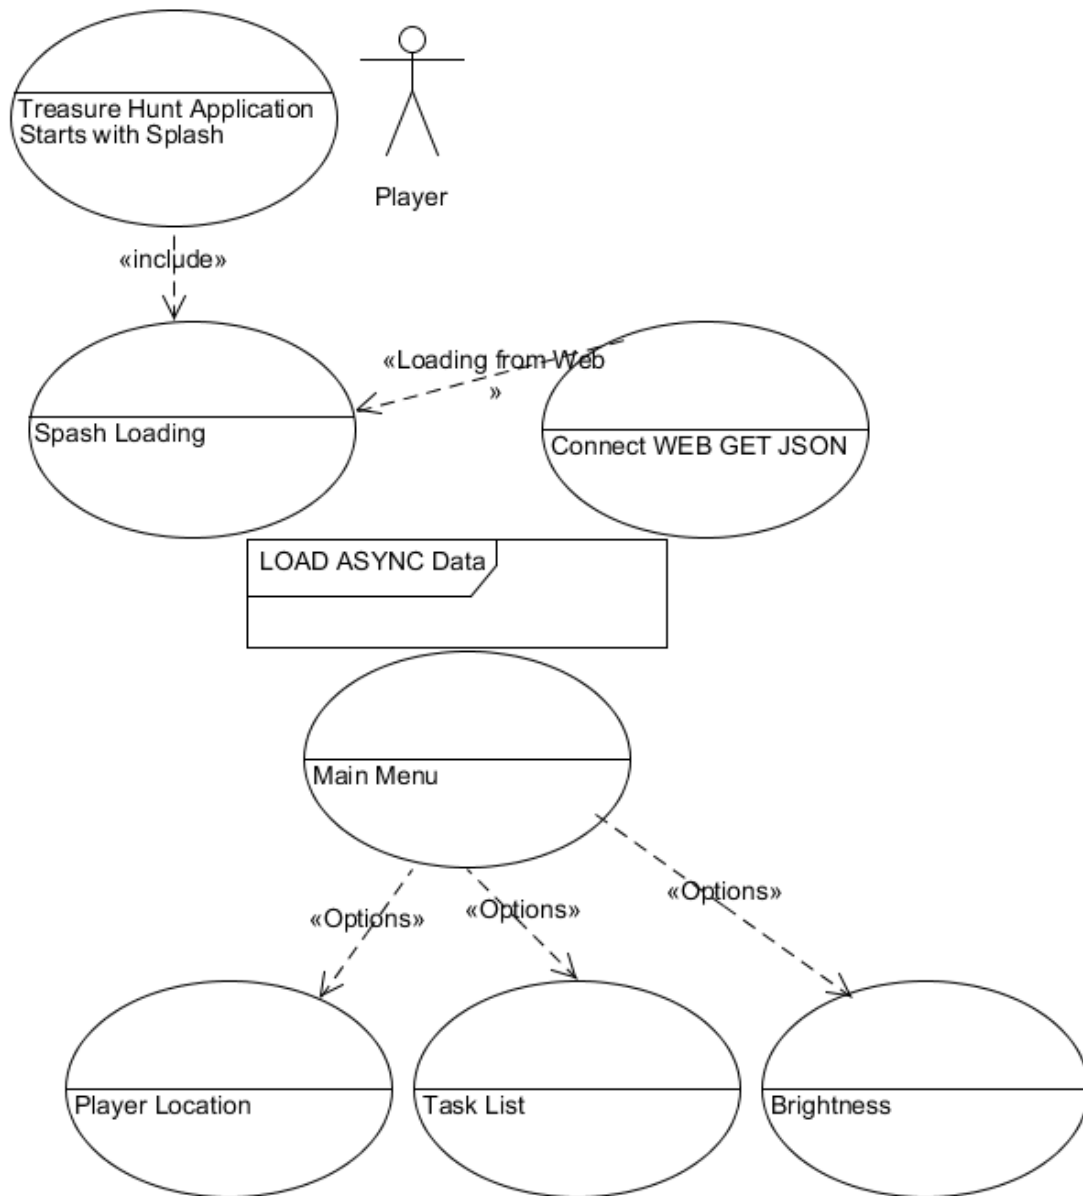 Treasure Hunt Application
Starts with Splash
Player
«include»
«Loading from Web
»
Spash Loading
Connect WEB GET JSON
LOAD ASYNC Data
Main Menu
«Options»
«Options»
«Options»
Player Location
Task List
Brightness